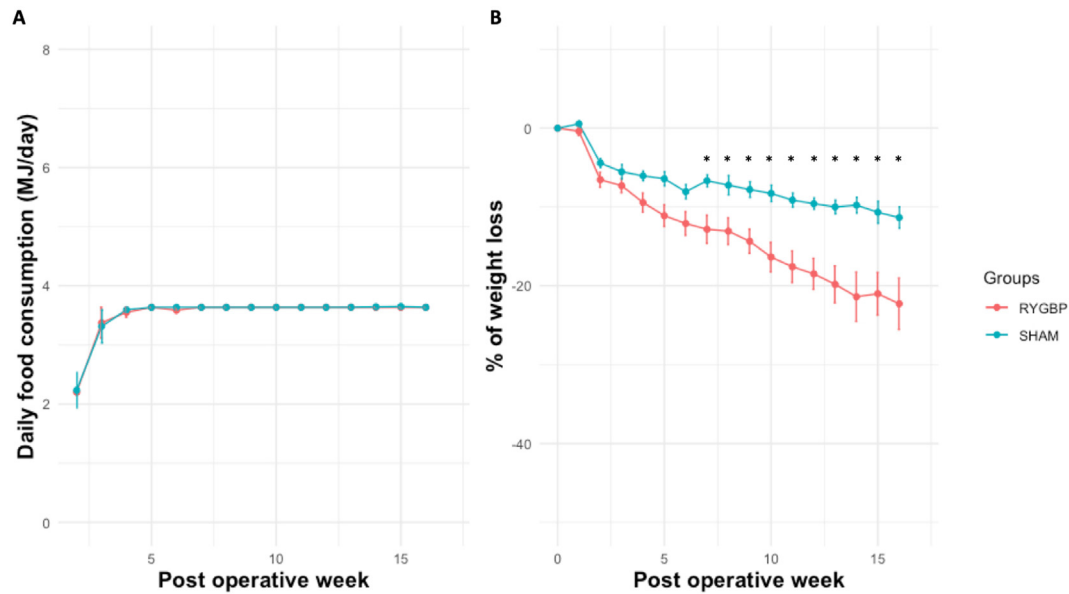 A
B
Daily food consumption (MJ/day)
8
6
4
2
0
5
10
15
Post operative week
% of weight loss
0
-20
-40
* * * * * * * * * *
0
5
10
15
Post operative week
Groups
RYGBP
SHAM